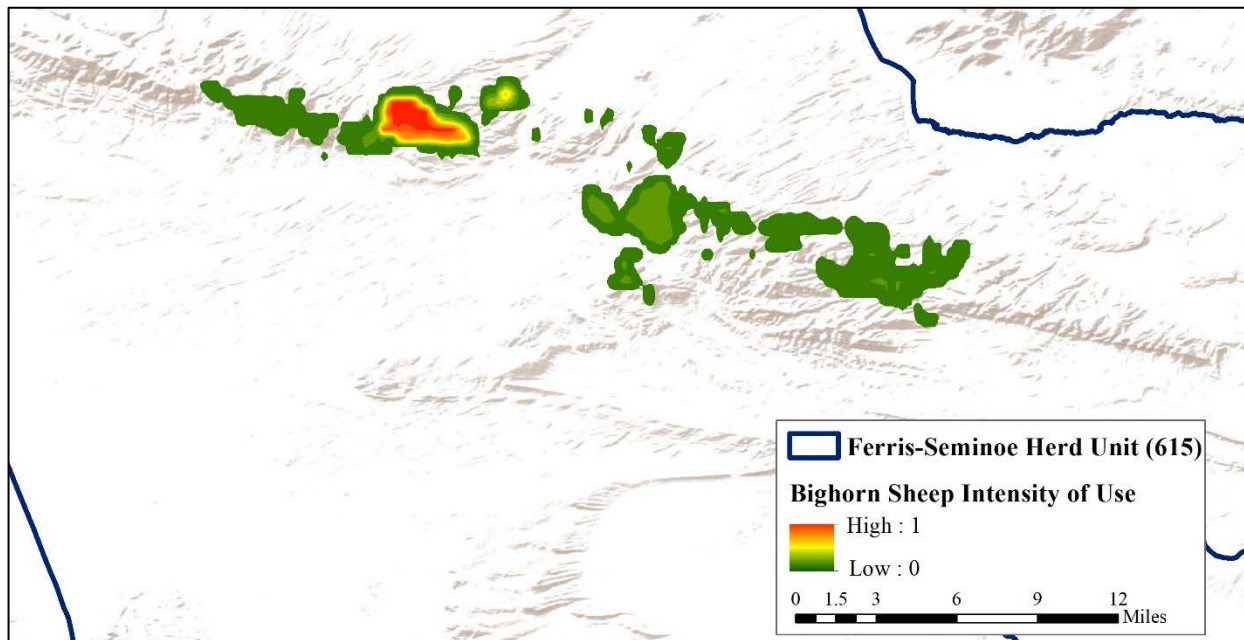 Ferris-Seminoe Herd Unit (615)
Bighorn Sheep Intensity of Use
High : 1
Low : 0
0 1.5 3 6 9 12
Miles